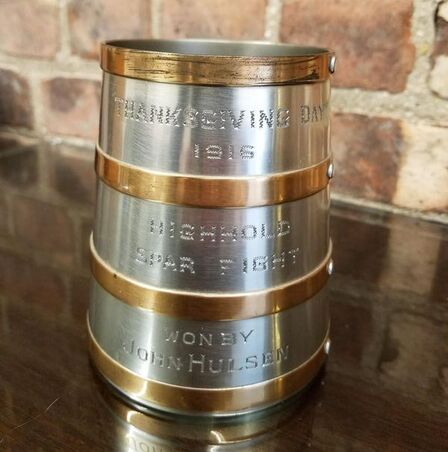 THANKSGIVING DAY
1916
HIGHHOLD
SPAR FIGHT
WON BY
JOHN HULSEN